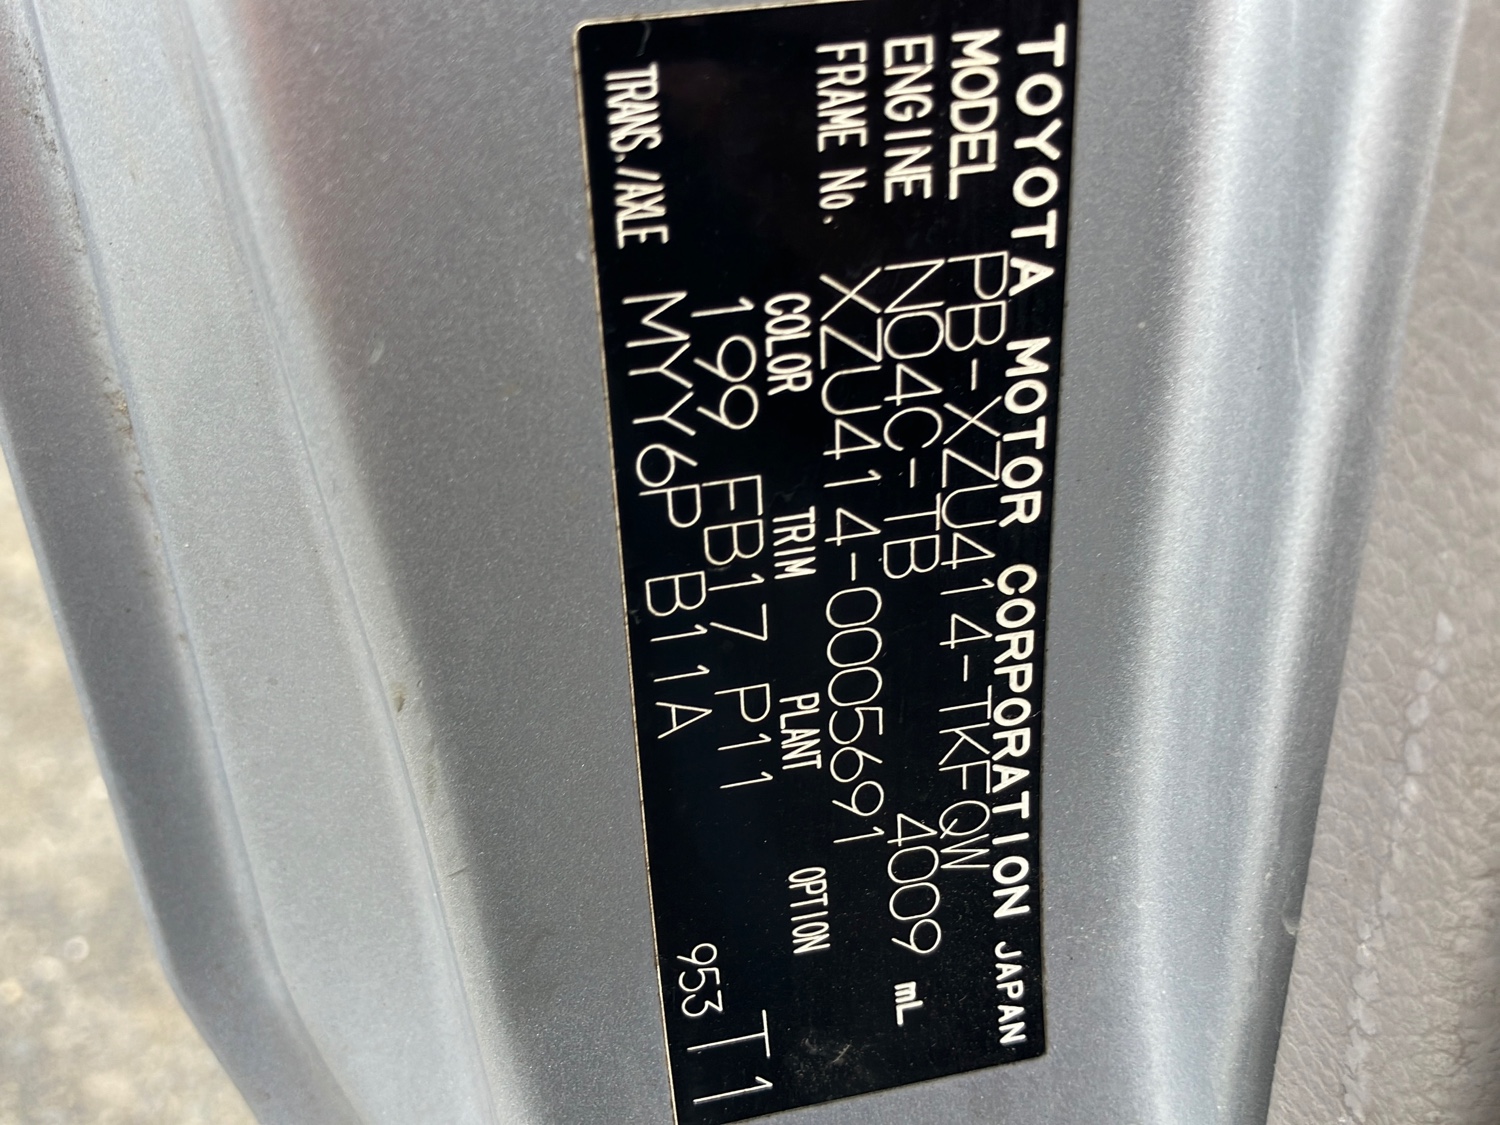 TOYOTA MOTOR CORPORATION JAPAN
MODEL PB-XZU414-TKFQW
ENGINE N04C-TB 4009 mL
FRAME No. XZU414-0005691
COLOR TRIM PLANT OPTION
199 FB17 P11 T1
TRANS./AXLE MYY6P B11A 953